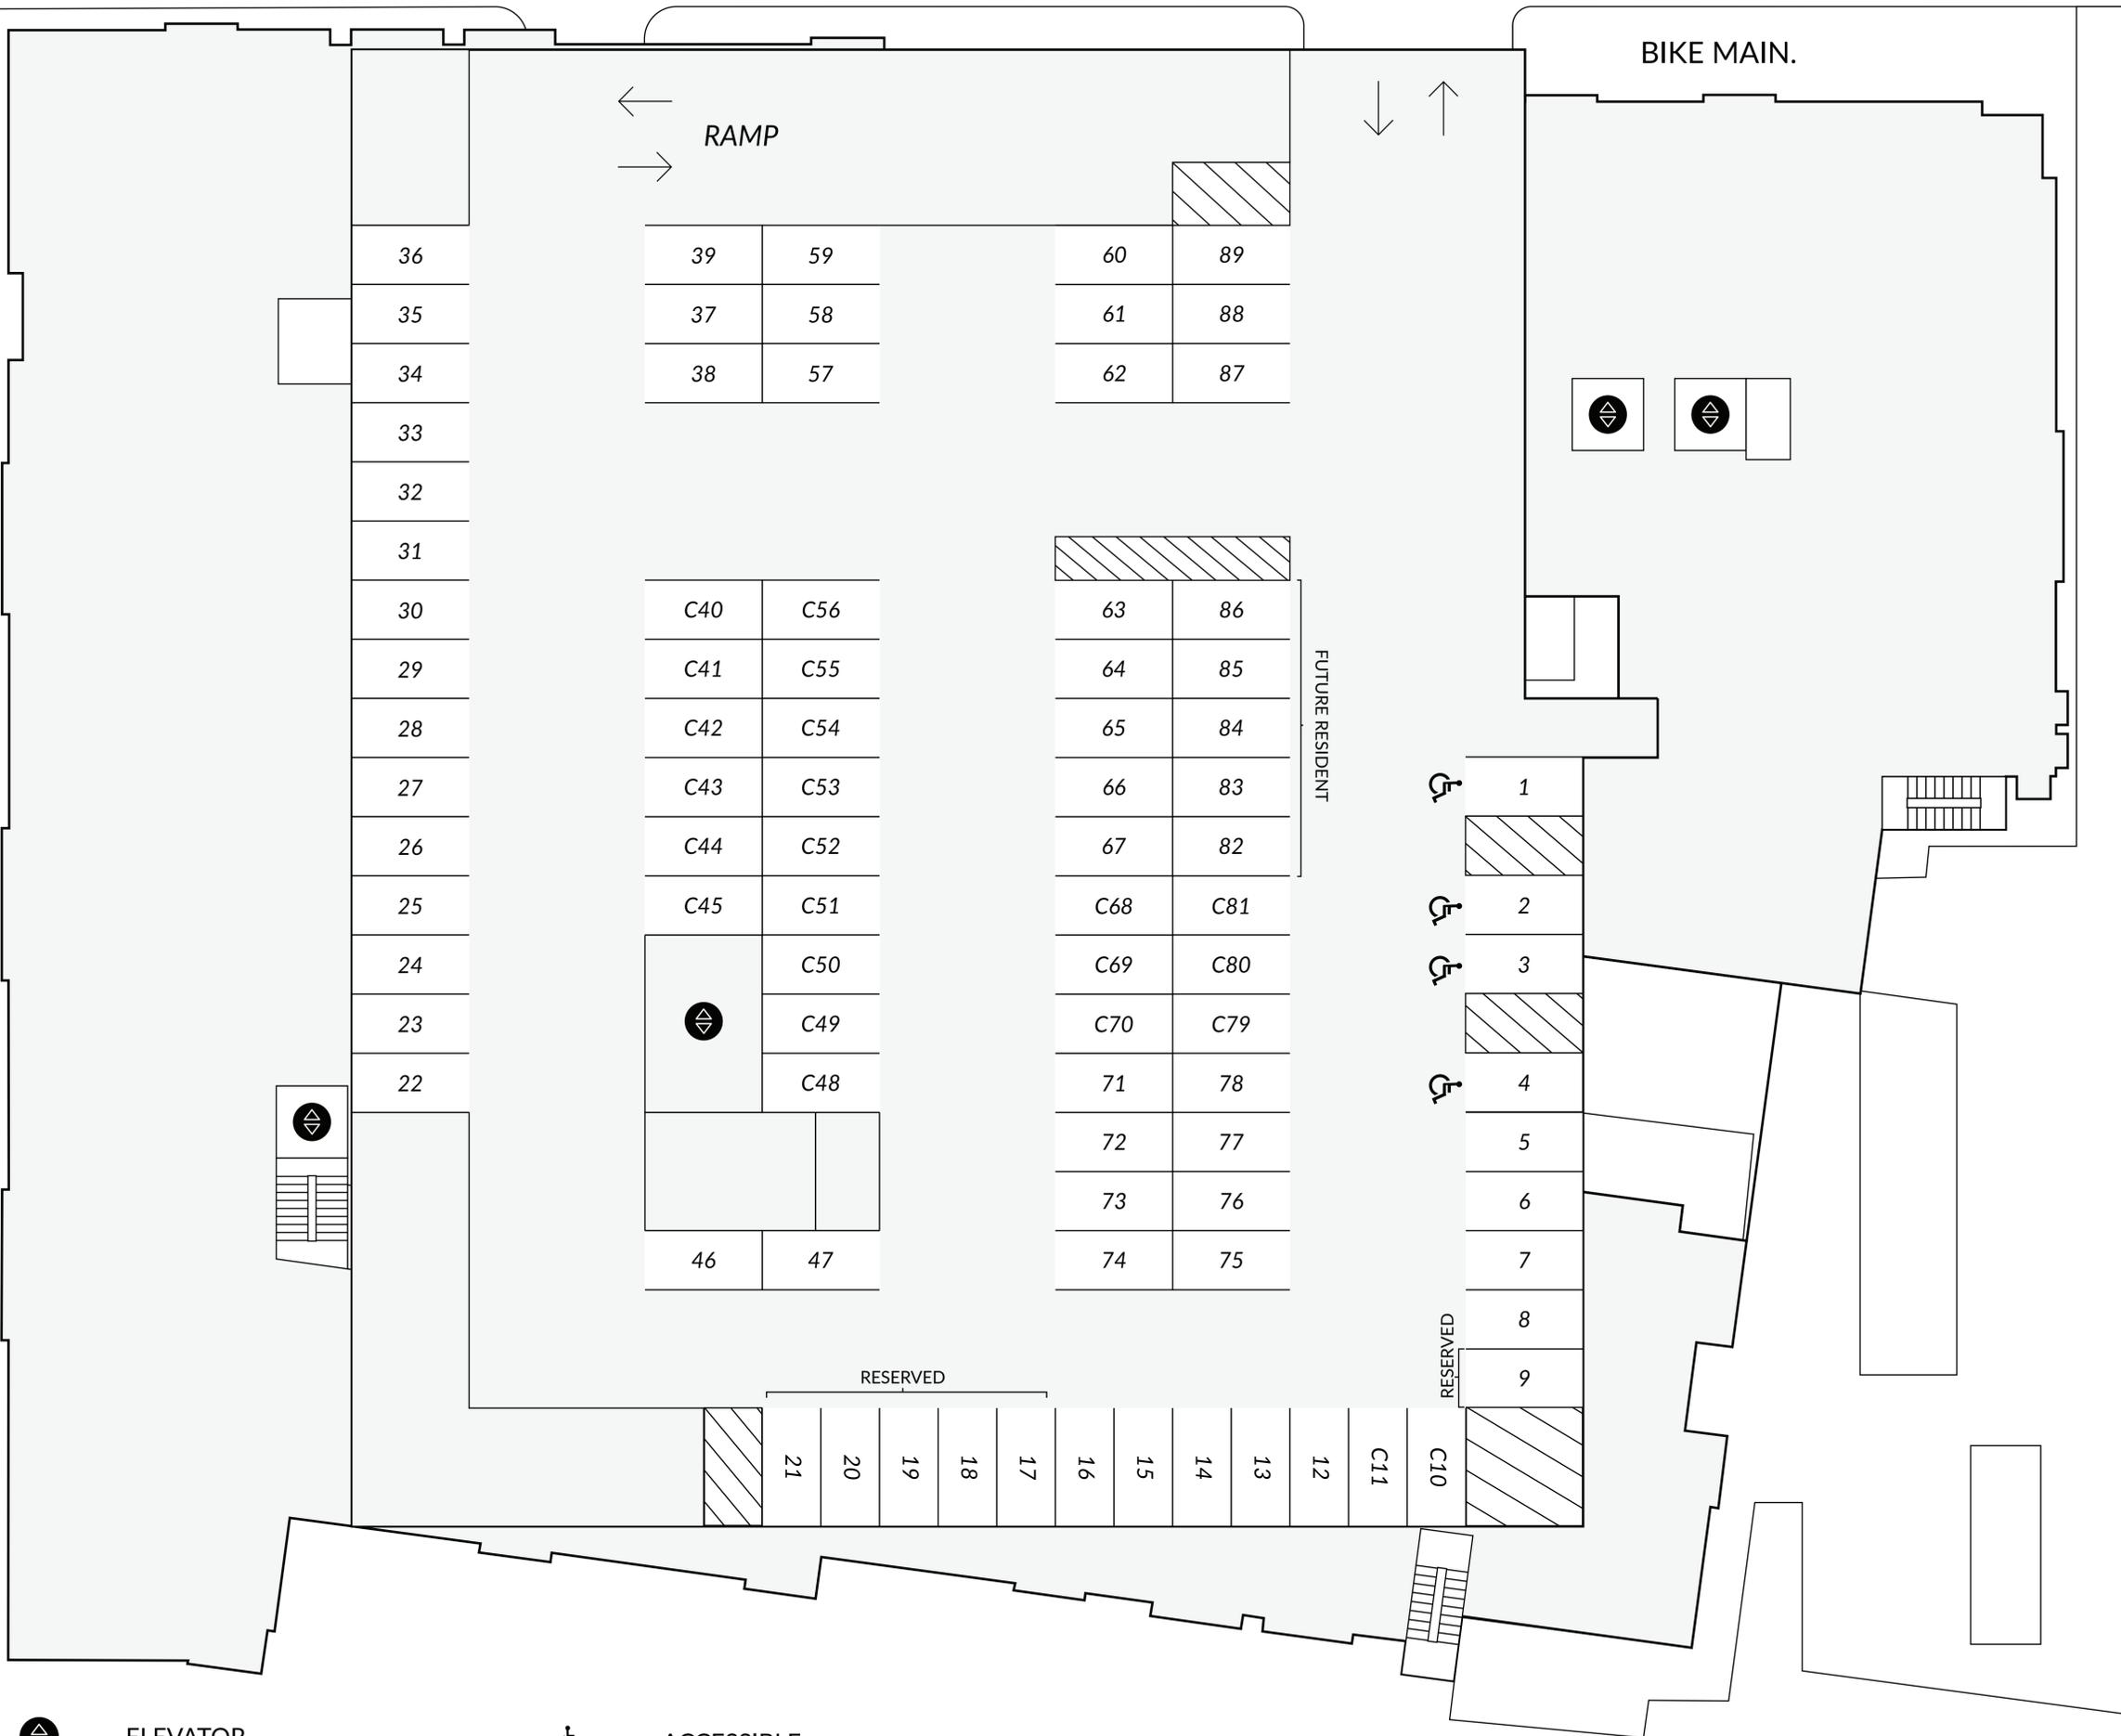 BIKE MAIN.
RAMP
36 39 59 60 89
35 37 58 61 88
34 38 57 62 87
33
32
31
30 C40 C56 63 86
29 C41 C55 64 85
28 C42 C54 65 84
FUTURE RESIDENT
27 C43 C53 66 83 1
26 C44 C52 67 82
25 C45 C51 C68 C81 2
24 C50 C69 C80 3
23 C49 C70 C79
22 C48 71 78 4
72 77 5
73 76 6
46 47 74 75 7
8
RESERVED
9
RESERVED
21 20 19 18 17 16 15 14 13 12 C11 C10
ELEVATOR
ACCESSIBLE